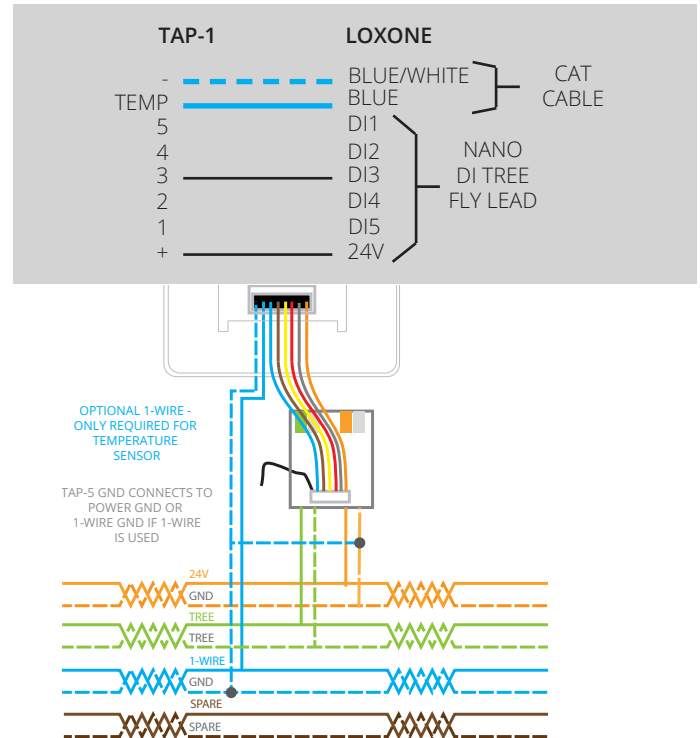 TAP-1 LOXONE
- BLUE/WHITE
TEMP BLUE
5 DI1
4 DI2
3 DI3
2 DI4
1 DI5
+ 24V
CAT
CABLE
NANO
DI TREE
FLY LEAD
OPTIONAL 1-WIRE -
ONLY REQUIRED FOR
TEMPERATURE
SENSOR
TAP-5 GND CONNECTS TO
POWER GND OR
1-WIRE GND IF 1-WIRE
IS USED
24V
GND
TREE
TREE
1-WIRE
GND
SPARE
SPARE